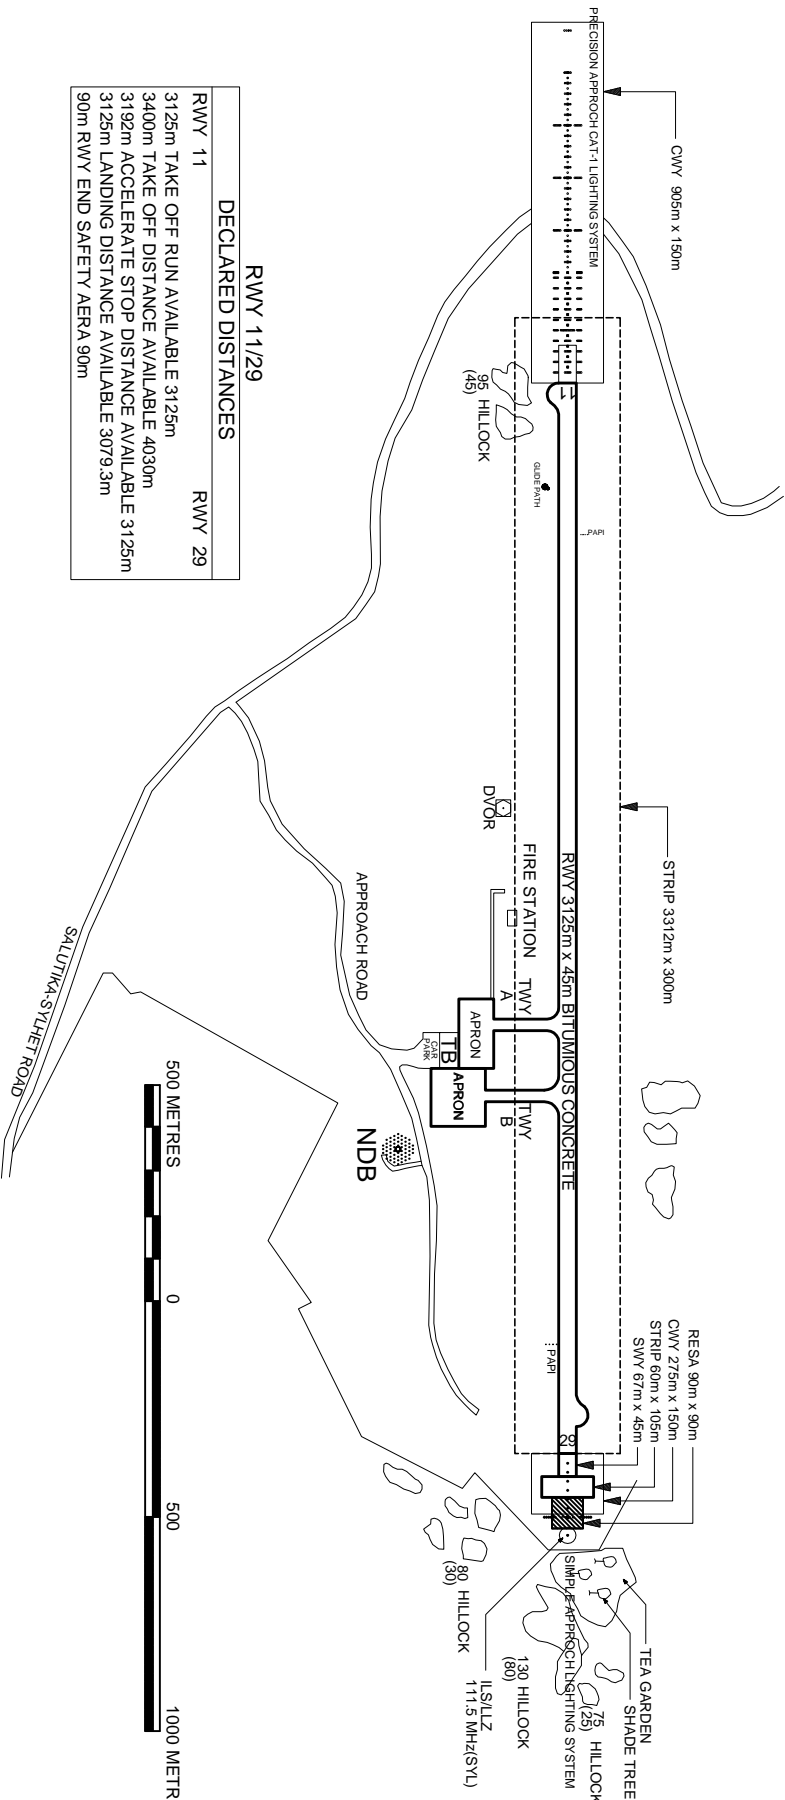 PRECISION APPROCH CAT-1 LIGHTING SYSTEM
CWY 905m x 150m
RWY 11/29
DECLARED DISTANCES
RWY 11 RWY 29
3125m TAKE OFF RUN AVAILABLE 3125m
3400m TAKE OFF DISTANCE AVAILABLE 4030m
3192m ACCELERATE STOP DISTANCE AVAILABLE 3125m
3125m LANDING DISTANCE AVAILABLE 3079.3m
90m RWY END SAFETY AERA 90m
11
95 HILLOCK
(45)
GLIDE PATH
PAPI
STRIP 3312m x 300m
DVOR
FIRE STATION
RWY 3125m x 45m BITUMIOUS CONCRETE
TWY
A
TWY
B
APRON
APRON
TB
CAR
PARK
APPROACH ROAD
NDB
SALUTIKA-SYLHET ROAD
500 METRES
0
500
1000 METR
PAPI
29
RESA 90m x 90m
CWY 275m x 150m
STRIP 60m x 105m
SWY 67m x 45m
80 HILLOCK
(30)
SIMPLE APPROCH LIGHTING SYSTEM
TEA GARDEN
SHADE TREE
75 HILLOCK
(25)
130 HILLOCK
(80)
ILS/LLZ
111.5 MHz(SYL)